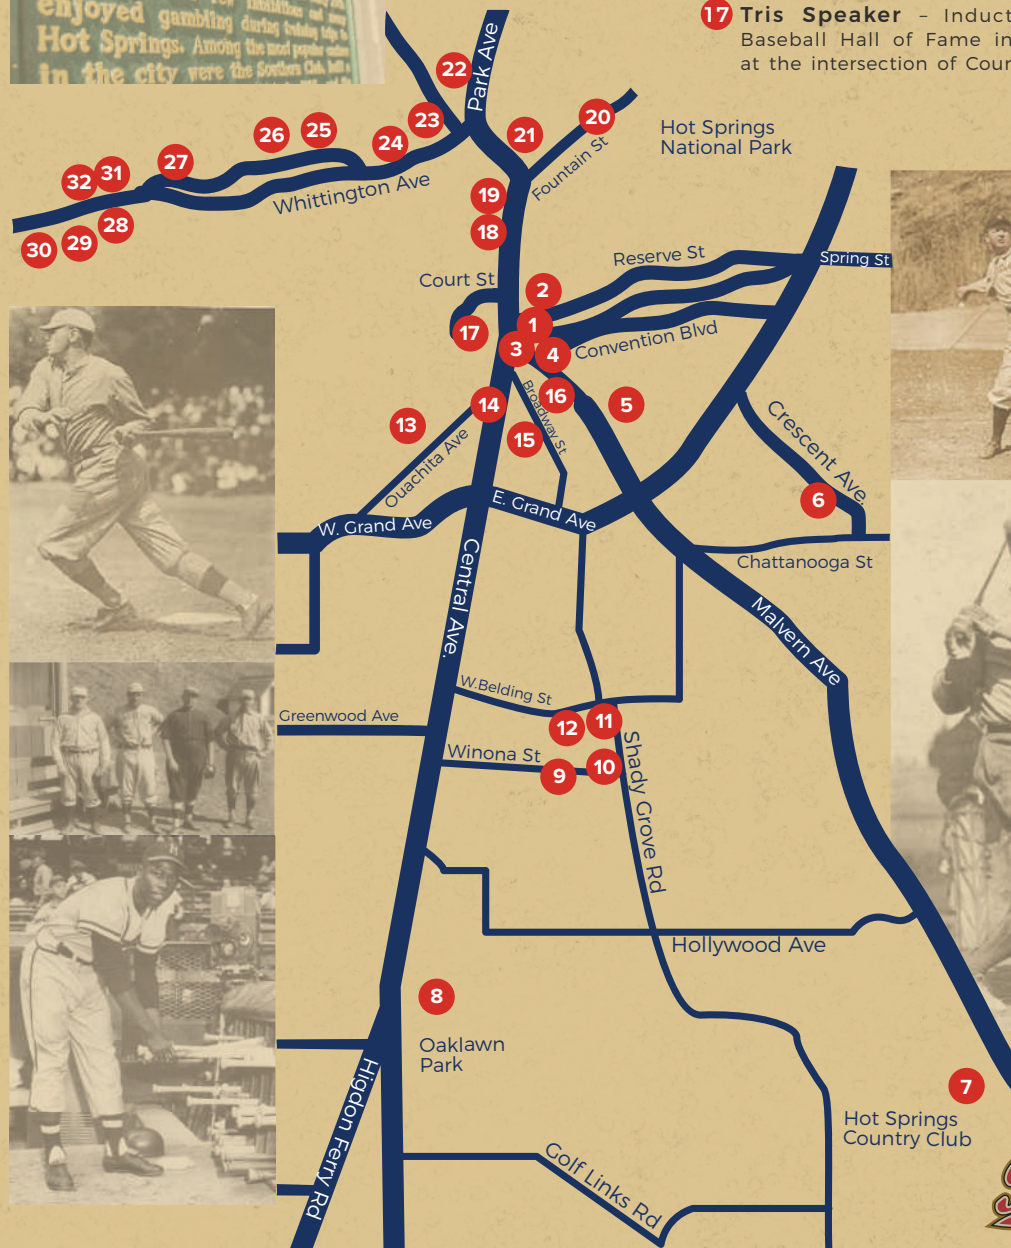 enjoyed gambling during training trips to
Hot Springs. Among the most popular casinos
in the city were the Southern Club,
17 Tris Speaker – Induct
Baseball Hall of Fame in
at the intersection of Cour
22
Park Ave
23
20
21
26
25
24
Hot Springs
National Park
Fountain St
27
31
32
Whittington Ave
19
28
18
29
30
Reserve St
Spring St
Court St
2
1
17
Convention Blvd
3
4
Broadway St
16
5
14
13
15
Ouachita Ave
Crescent Ave.
6
W. Grand Ave
E. Grand Ave
Central Ave.
Chattanooga St
Malvern Ave
W.Belding St
Greenwood Ave
12
11
Winona St
9
10
Shady Grove Rd
Hollywood Ave
8
Oaklawn
Park
Higdon Ferry Rd
7
Hot Springs
Country Club
Golf Links Rd